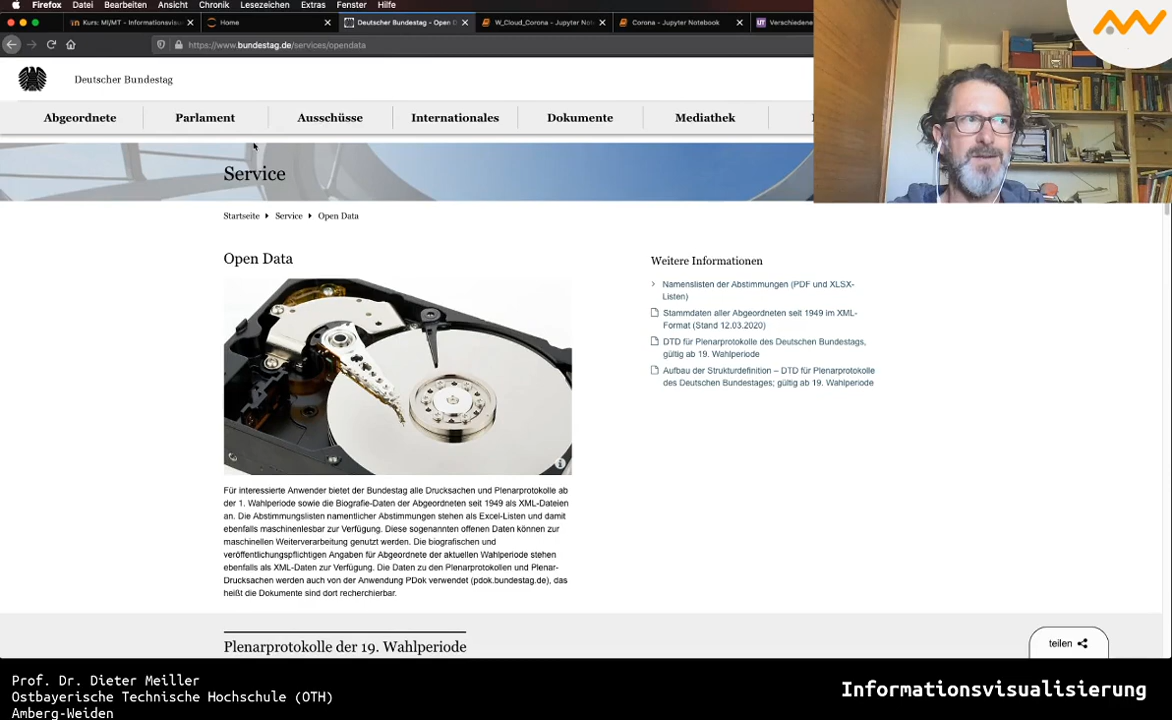 Firefox Datei Bearbeiten Ansicht Chronik Lesezeichen Extras Fenster Hilfe
Kurs: MI/MT - Informationsvisu
Home
Deutscher Bundestag - Open D
W_Cloud_Corona - Jupyter Not
Corona - Jupyter Notebook
Verschiedene
https://www.bundestag.de/services/opendata
Deutscher Bundestag
Abgeordnete Parlament Ausschüsse Internationales Dokumente Mediathek
Service
Startseite Service Open Data
Open Data
Für interessierte Anwender bietet der Bundestag alle Drucksachen und Plenarprotokolle ab
der 1. Wahlperiode sowie die Biografie-Daten der Abgeordneten seit 1949 als XML-Dateien
an. Die Abstimmungslisten namentlicher Abstimmungen stehen als Excel-Listen und damit
ebenfalls maschinenlesbar zur Verfügung. Diese sogenannten offenen Daten können zur
maschinellen Weiterverarbeitung genutzt werden. Die biografischen und
veröffentlichungspflichtigen Angaben für Abgeordnete der aktuellen Wahlperiode stehen
ebenfalls als XML-Daten zur Verfügung. Die Daten zu den Plenarprotokollen und Plenar-
Drucksachen werden auch von der Anwendung PDok verwendet (pdok.bundestag.de), das
heißt die Dokumente sind dort recherchierbar.
Weitere Informationen
Namenslisten der Abstimmungen (PDF und XLSX-
Listen)
Stammdaten aller Abgeordneten seit 1949 im XML-
Format (Stand 12.03.2020)
DTD für Plenarprotokolle des Deutschen Bundestags,
gültig ab 19. Wahlperiode
Aufbau der Strukturdefinition – DTD für Plenarprotokolle
des Deutschen Bundestages; gültig ab 19. Wahlperiode
Plenarprotokolle der 19. Wahlperiode
teilen
Prof. Dr. Dieter Meiller
Ostbayerische Technische Hochschule (OTH)
Amberg-Weiden
Informationsvisualisierung